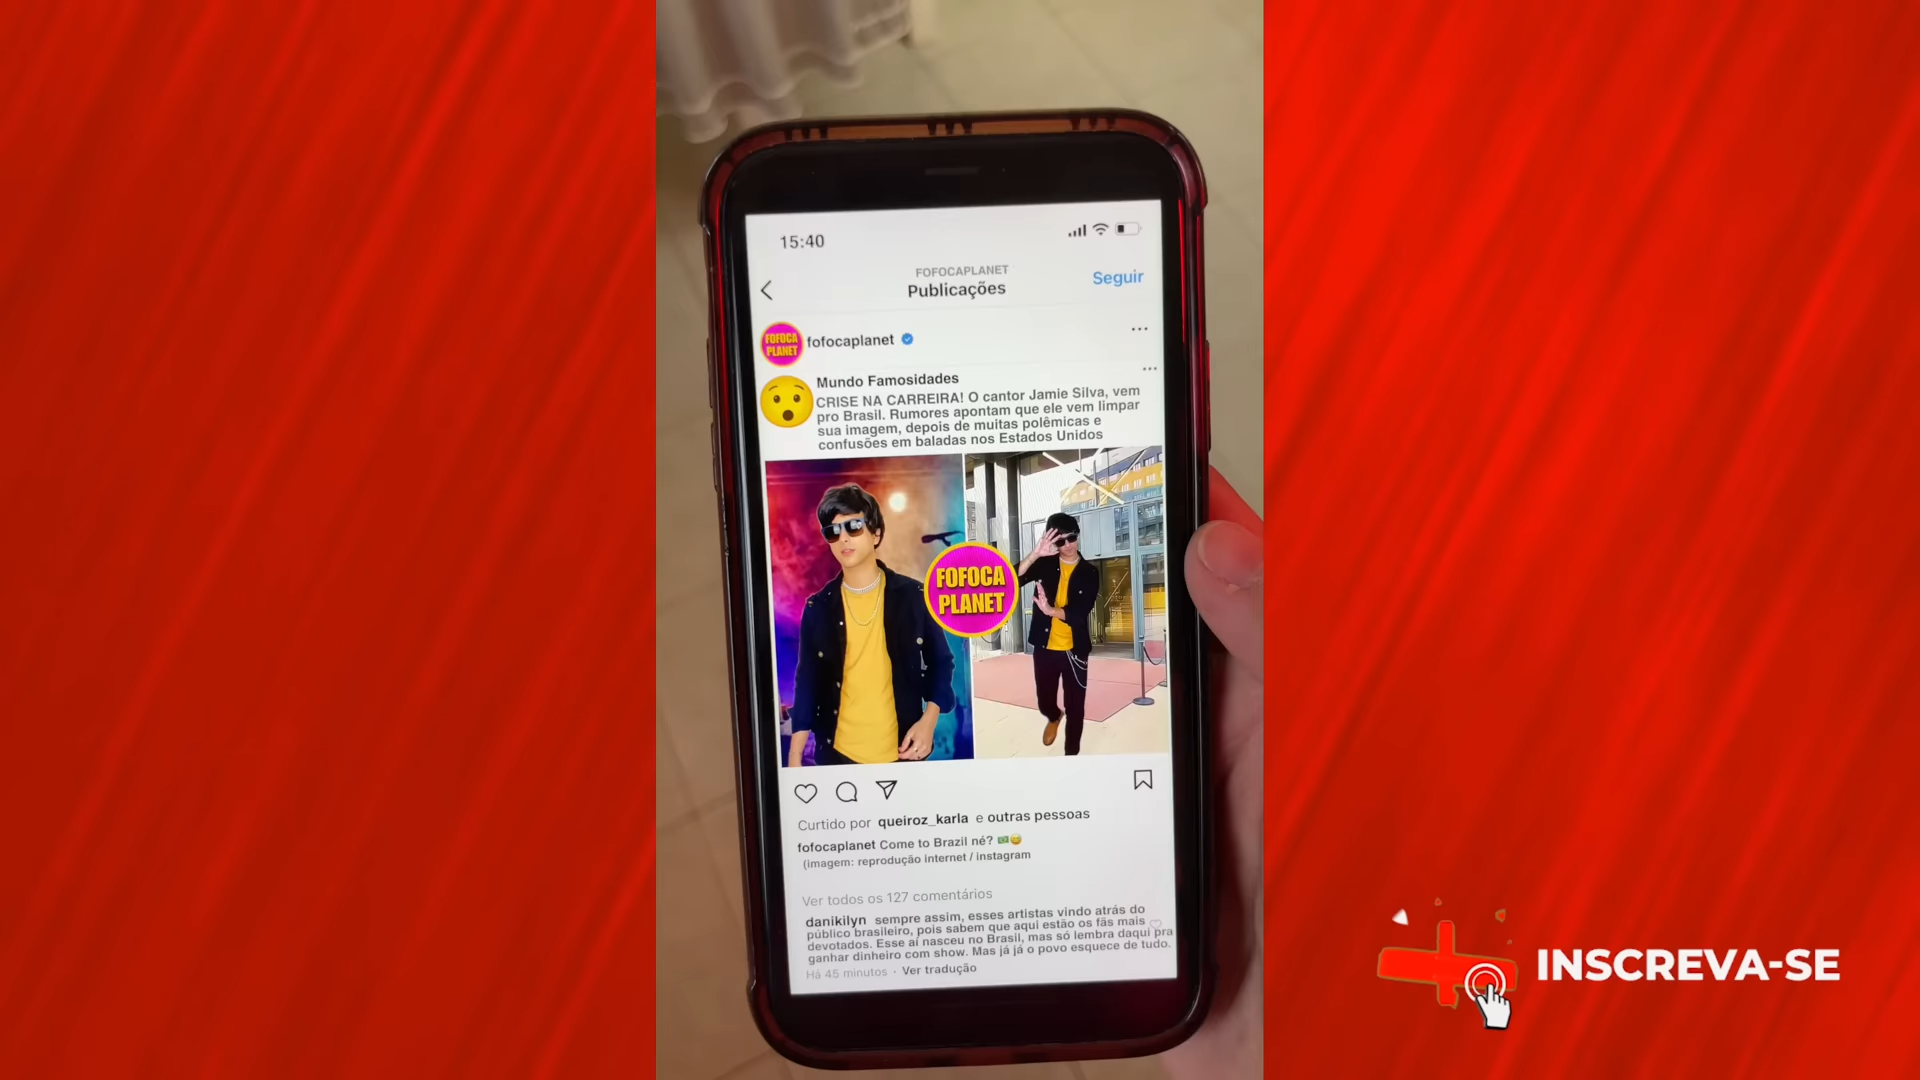 15:40
FOFOCAPLANET
Publicações
Seguir
FOFOCA
PLANET
fofocaplanet
Mundo Famosidades
CRISE NA CARREIRA! O cantor Jamie Silva, vem
pro Brasil. Rumores apontam que ele vem limpar
sua imagem, depois de muitas polêmicas e
confusões em baladas nos Estados Unidos
FOFOCA
PLANET
Curtido por queiroz_karla e outras pessoas
fofocaplanet Come to Brazil né?
(imagem: reprodução internet / instagram
Ver todos os 127 comentários
danikilyn sempre assim, esses artistas vindo atrás do
público brasileiro, pois sabem que aqui estão os fãs mais
devotados. Esse aí nasceu no Brasil, mas só lembra daqui pra
ganhar dinheiro com show. Mas já já o povo esquece de tudo.
Há 45 minutos · Ver tradução
INSCREVA-SE